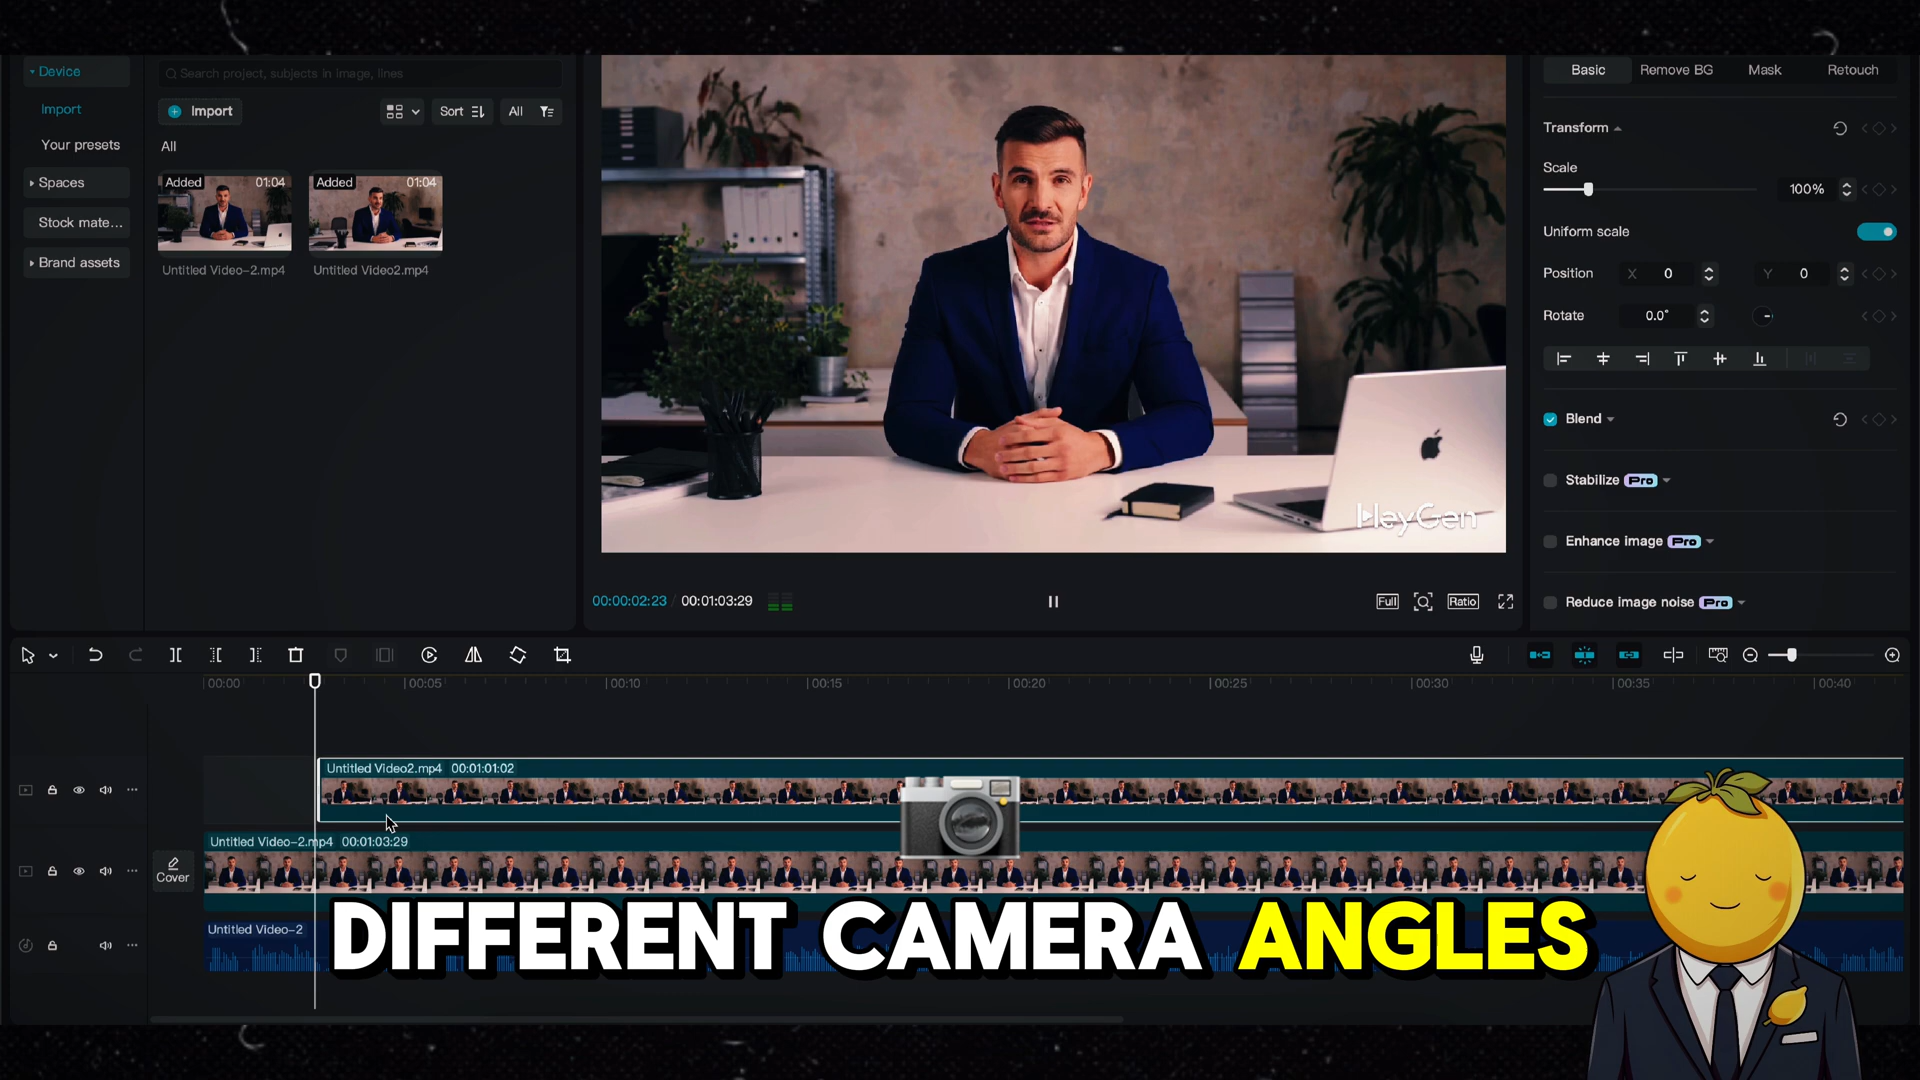 Device
Import
Your presets
Spaces
Stock mate...
Brand assets
Search project, subjects in image, lines
Import
Sort
All
All
Added 01:04
Added 01:04
Untitled Video-2.mp4
Untitled Video2.mp4
HeyGen
00:00:02:23 / 00:01:03:29
Full
Ratio
Basic
Remove BG
Mask
Retouch
Transform
Scale
100%
Uniform scale
Position X 0 Y 0
Rotate 0.0°
Blend
Stabilize Pro
Enhance image Pro
Reduce image noise Pro
00:00 00:05 00:10 00:15 00:20 00:25 00:30 00:35 00:40
Untitled Video2.mp4 00:01:01:02
Untitled Video-2.mp4 00:01:03:29
Cover
Untitled Video-2
DIFFERENT CAMERA ANGLES